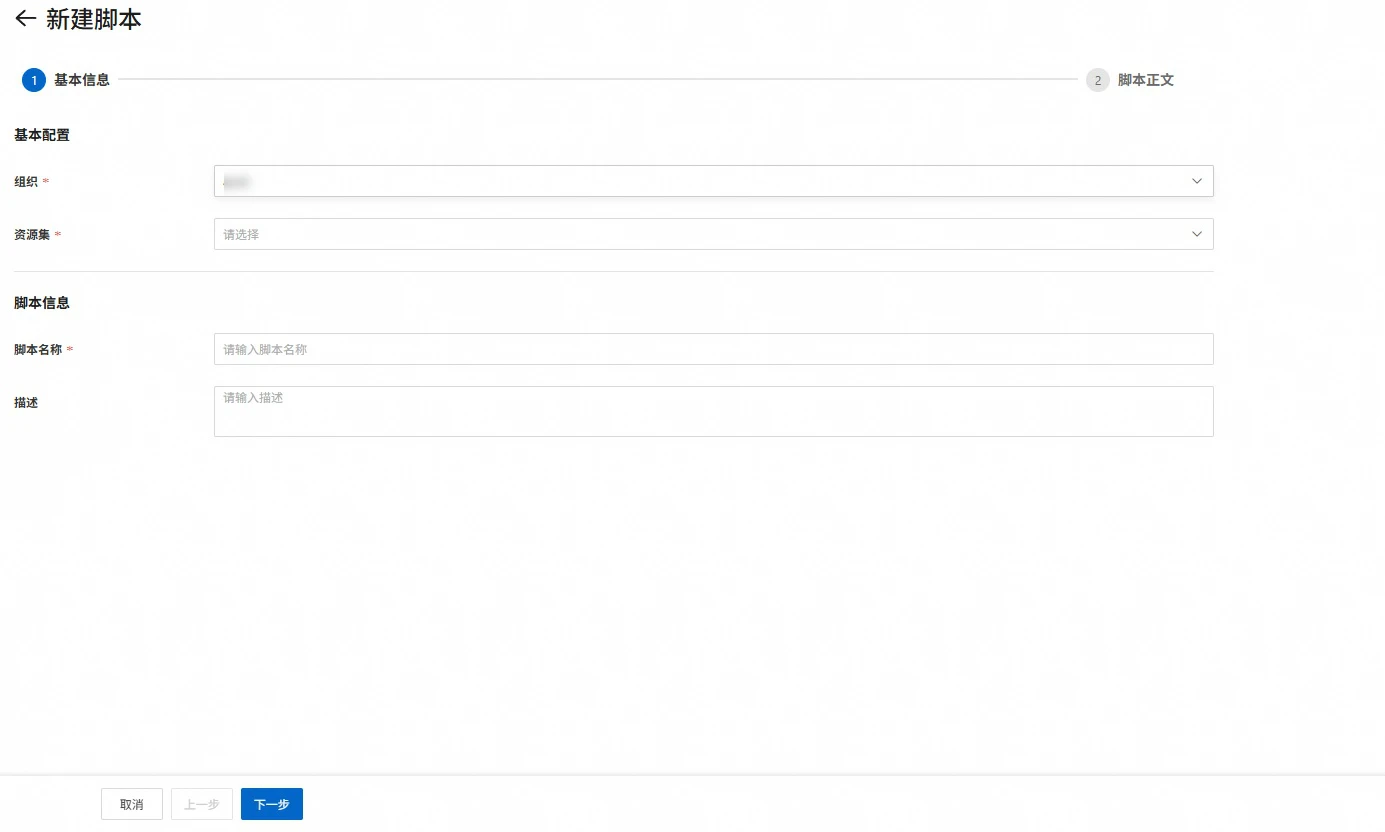 新建脚本
1 基本信息
2 脚本正文
基本配置
组织 *
资源集 * 请选择
脚本信息
脚本名称 * 请输入脚本名称
描述 请输入描述
取消 上一步 下一步